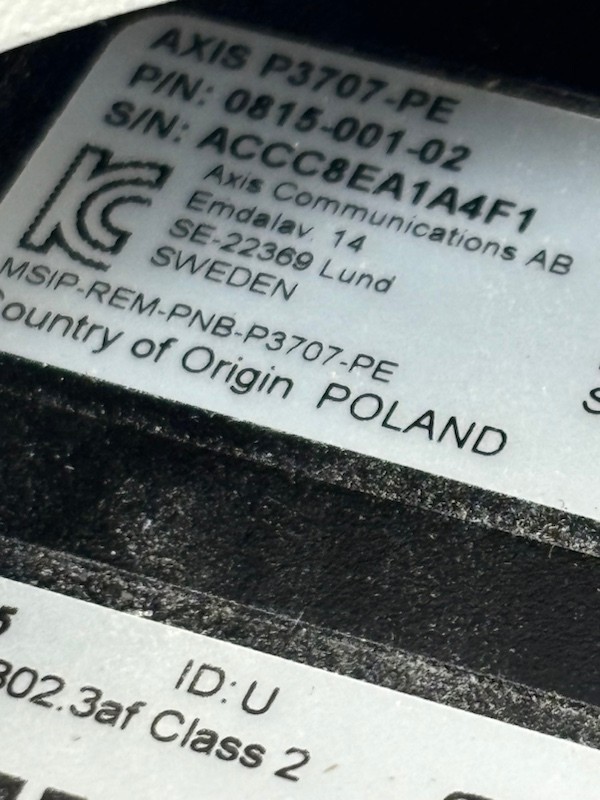 AXIS P3707-PE
P/N: 0815-001-02
S/N: ACCC8EA1A4F1
Axis Communications AB
Emdalav. 14
SE-22369 Lund
SWEDEN
MSIP-REM-PNB-P3707-PE
Country of Origin POLAND
ID: U
802.3af Class 2